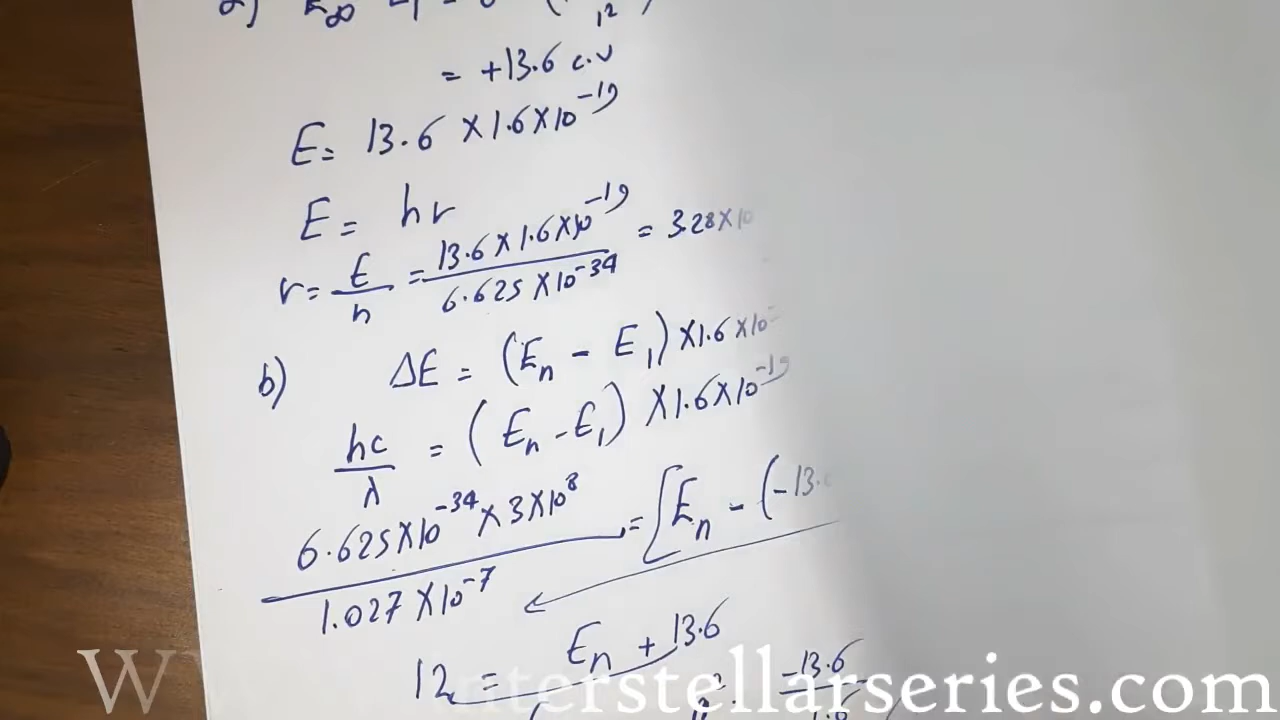 = +13.6 e.v
E= 13.6 ×1.6×10⁻¹⁹
E= hν
ν= E/h = 13.6×1.6×10⁻¹⁹/6.625×10⁻³⁴ = 3.28×10
b) ΔE = (Eₙ - E₁)×1.6×10⁻
hc/λ = (Eₙ - E₁)×1.6×10⁻¹⁹
6.625×10⁻³⁴×3×10⁸/1.027×10⁻⁷ = [Eₙ - (-13.
12 = Eₙ + 13.6
-13.6
interstellarseries.com